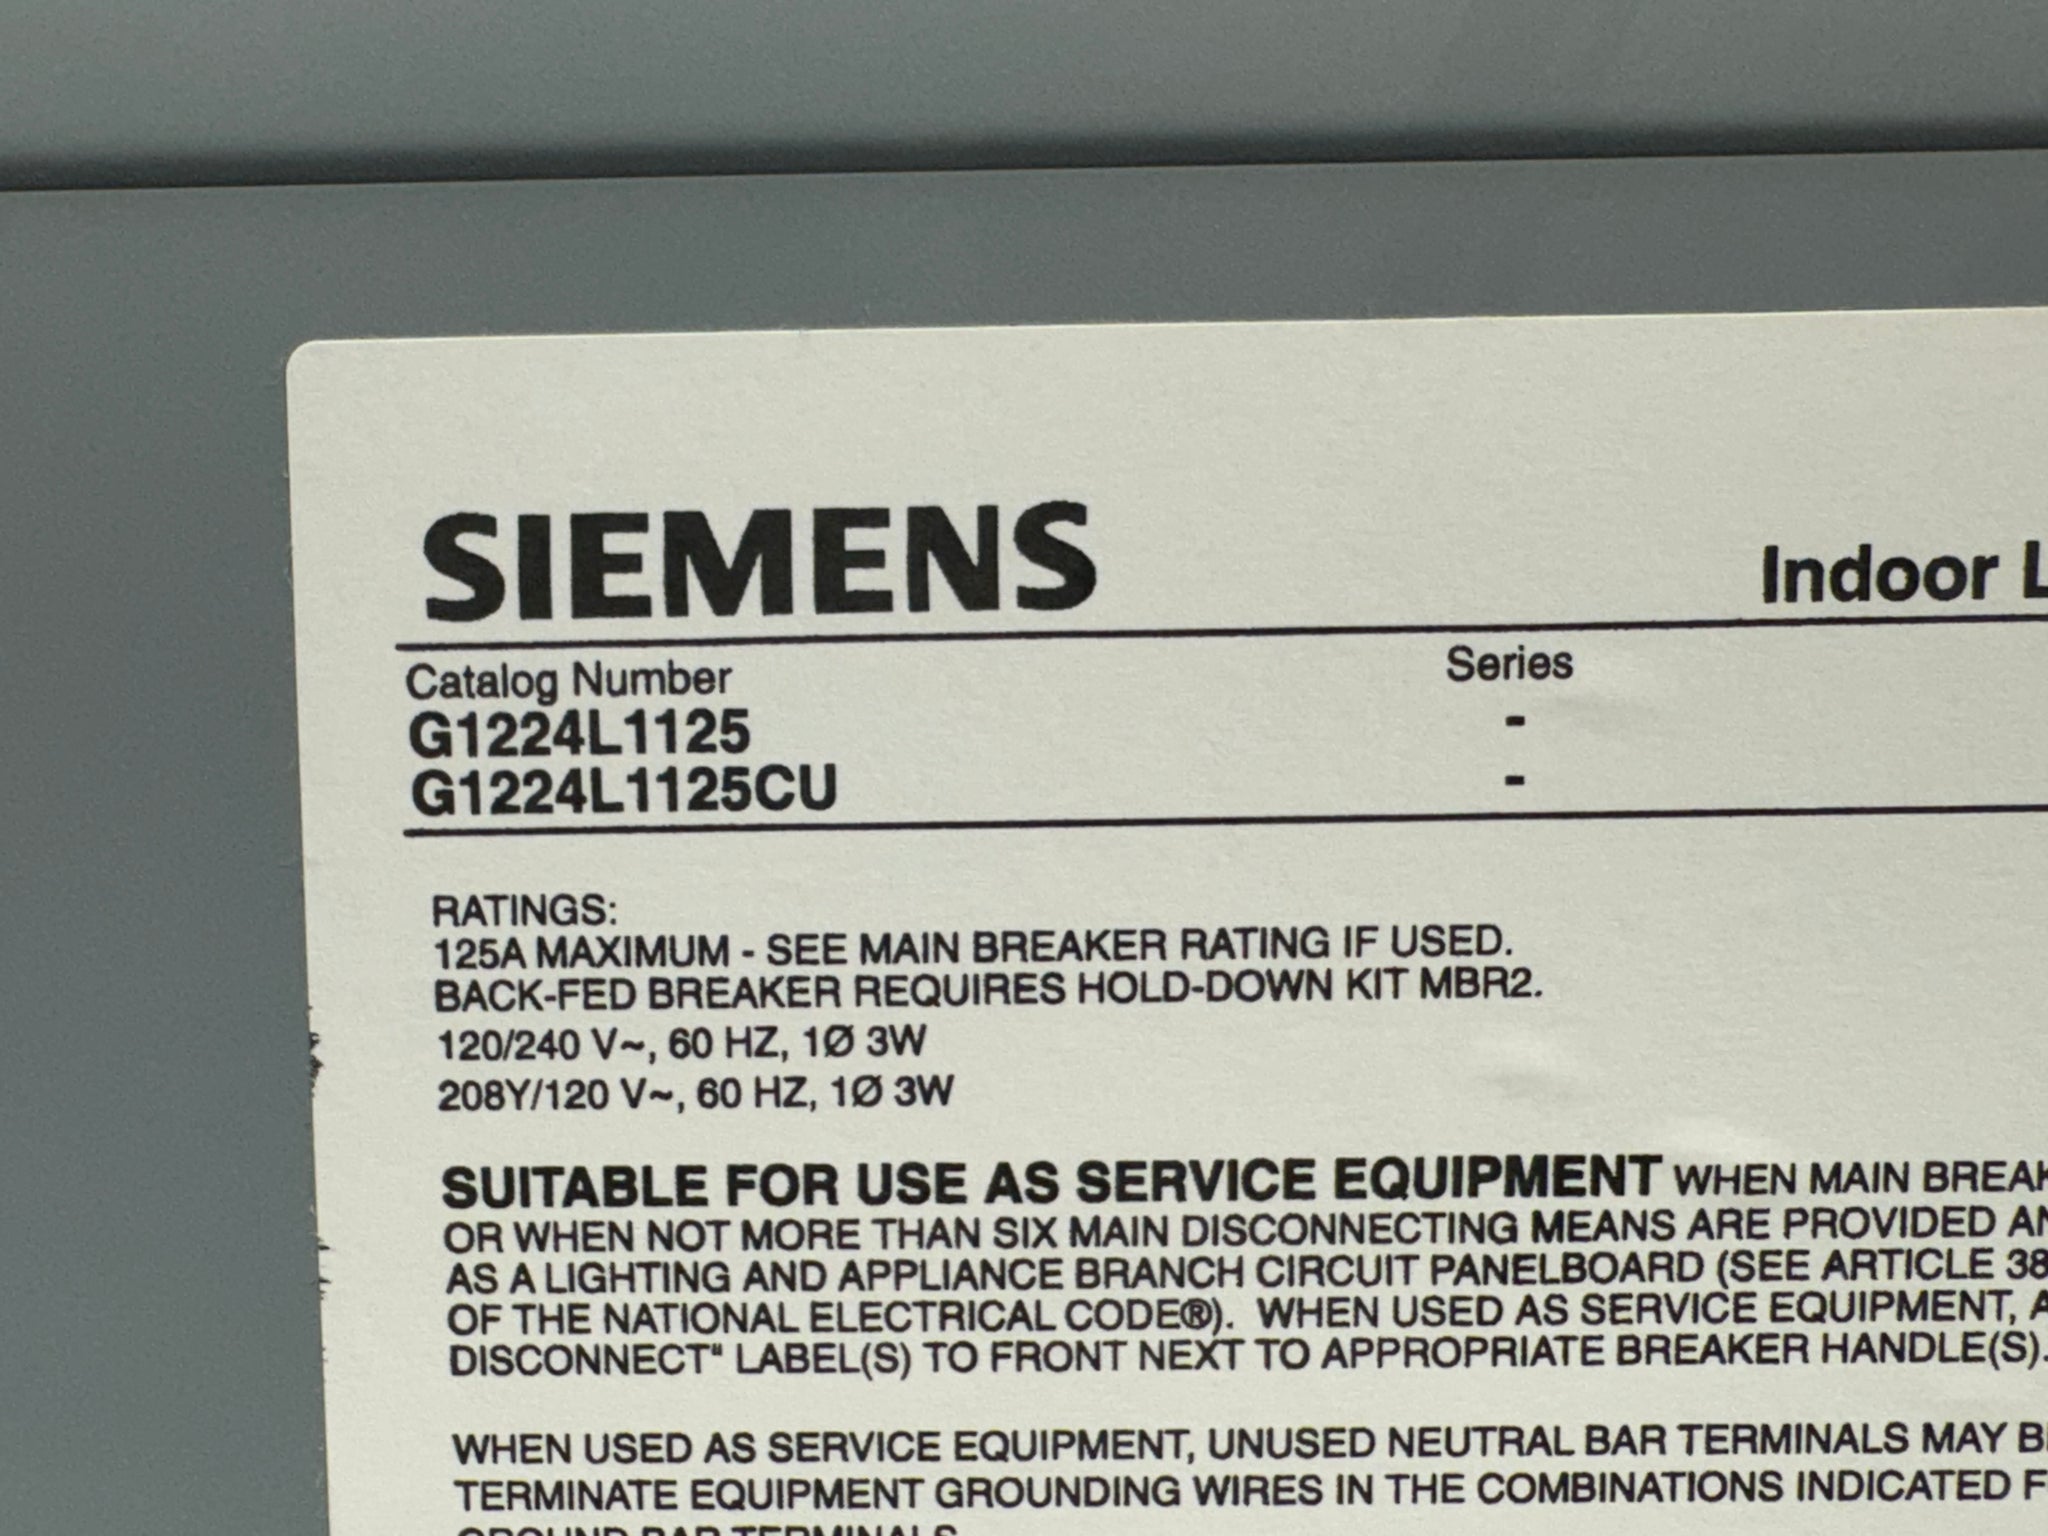 SIEMENS
Indoor
Catalog Number Series
G1224L1125 -
G1224L1125CU -
RATINGS:
125A MAXIMUM - SEE MAIN BREAKER RATING IF USED.
BACK-FED BREAKER REQUIRES HOLD-DOWN KIT MBR2.
120/240 V~, 60 HZ, 1Ø 3W
208Y/120 V~, 60 HZ, 1Ø 3W
SUITABLE FOR USE AS SERVICE EQUIPMENT WHEN MAIN
OR WHEN NOT MORE THAN SIX MAIN DISCONNECTING MEANS ARE PROVIDED
AS A LIGHTING AND APPLIANCE BRANCH CIRCUIT PANELBOARD (SEE ARTICLE
OF THE NATIONAL ELECTRICAL CODE®). WHEN USED AS SERVICE EQUIPMENT,
DISCONNECT" LABEL(S) TO FRONT NEXT TO APPROPRIATE BREAKER HANDLE(S).
WHEN USED AS SERVICE EQUIPMENT, UNUSED NEUTRAL BAR TERMINALS MAY
TERMINATE EQUIPMENT GROUNDING WIRES IN THE COMBINATIONS INDICATED
GROUND BAR TERMINALS